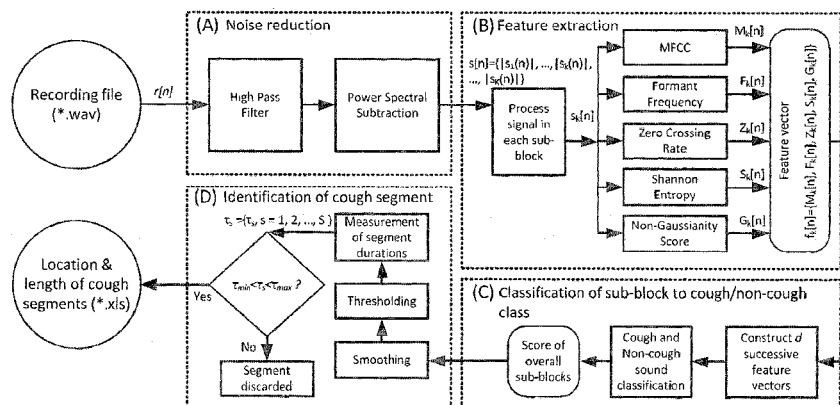 (A) Noise reduction
Recording file
(*.wav)
r[n]
High Pass
Filter
Power Spectral
Subtraction
(B) Feature extraction
s[n]={|s₁(n)|, ..., |sₖ(n)|,
..., |s_K(n)|}
Process
signal in
each sub-
block
sₖ[n]
MFCC
Formant
Frequency
Zero Crossing
Rate
Shannon
Entropy
Non-Gaussianity
Score
Mₖ[n]
Fₖ[n]
Zₖ[n]
Sₖ[n]
Gₖ[n]
Feature vector
fₖ[n]={Mₖ[n], Fₖ[n], Zₖ[n], Sₖ[n], Gₖ[n]}
(C) Classification of sub-block to cough/non-cough
class
Construct d
successive
feature
vectors
Cough and
Non-cough
sound
classification
Score of
overall
sub-blocks
(D) Identification of cough segment
Smoothing
Thresholding
Measurement
of segment
durations
τₛ={τₛ, s = 1, 2, ..., S }
τmin<τₛ<τmax ?
Yes
No
Segment
discarded
Location &
length of cough
segments (*.xls)